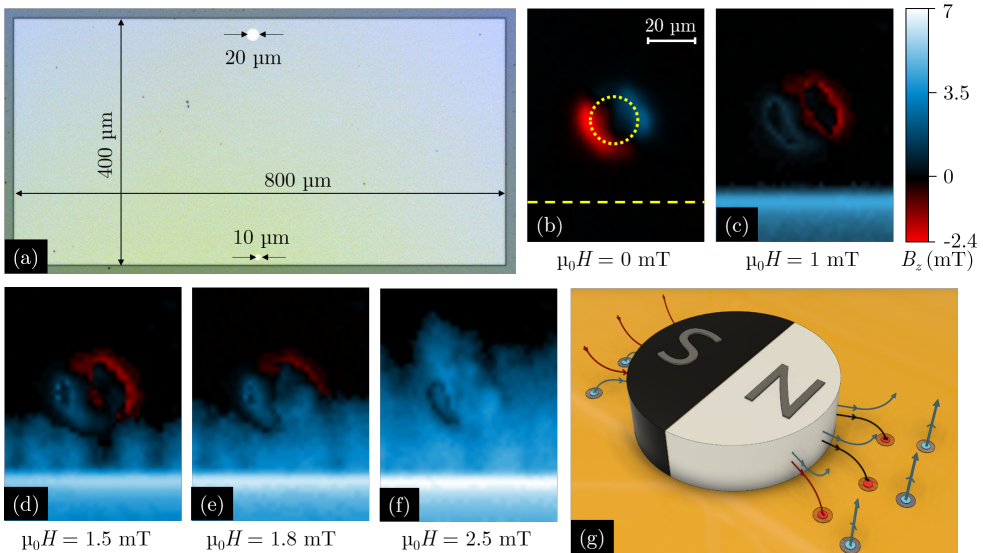 20 µm
400 µm
800 µm
10 µm
(a)
20 µm
(b)
µ₀H = 0 mT
(c)
µ₀H = 1 mT
7
3.5
0
-2.4
B_z (mT)
(d)
µ₀H = 1.5 mT
(e)
µ₀H = 1.8 mT
(f)
µ₀H = 2.5 mT
S
N
(g)